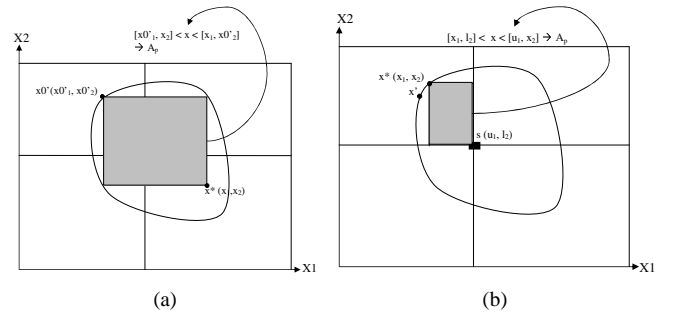 X2
[x0'₁, x₂] < x < [x₁, x0'₂]
→ Aₚ
x0'(x0'₁, x0'₂)
x* (x₁,x₂)
X1
(a)
X2
[x₁, l₂] < x < [u₁, x₂] → Aₚ
x* (x₁, x₂)
x'
s (u₁, l₂)
X1
(b)